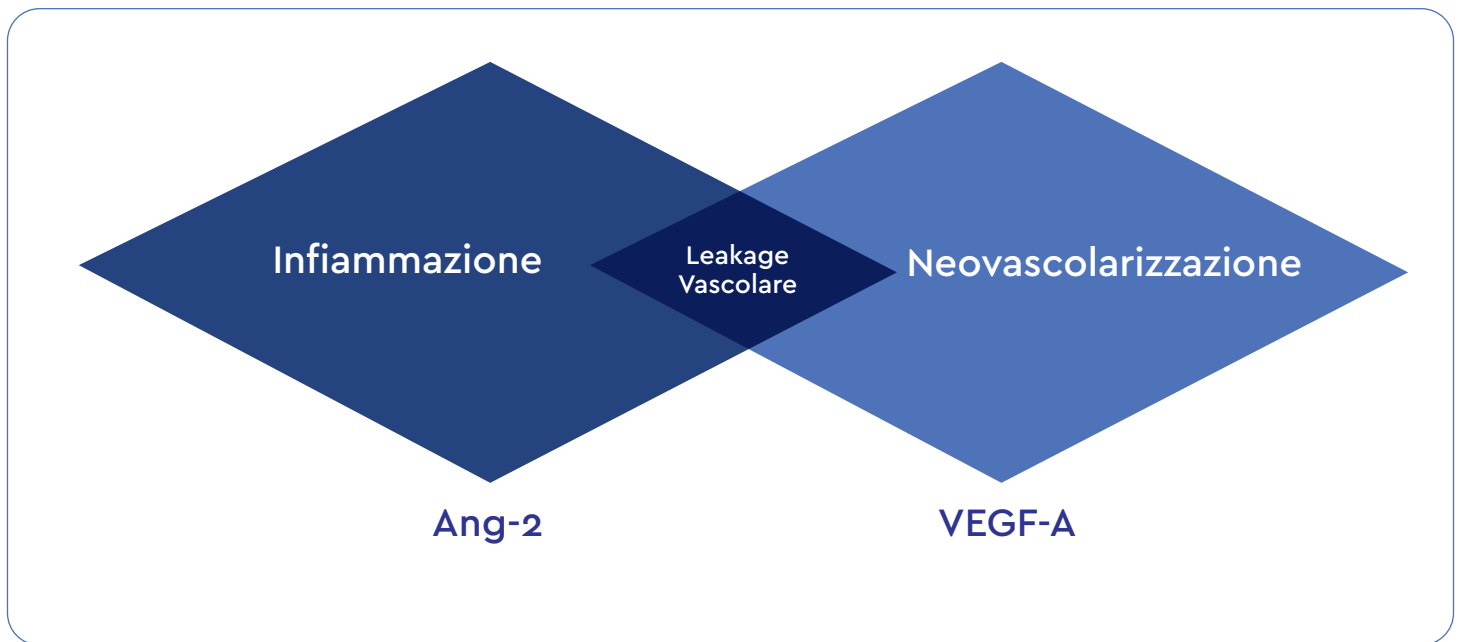 Infiammazione
Leakage
Vascolare
Neovascolarizzazione
Ang-2
VEGF-A